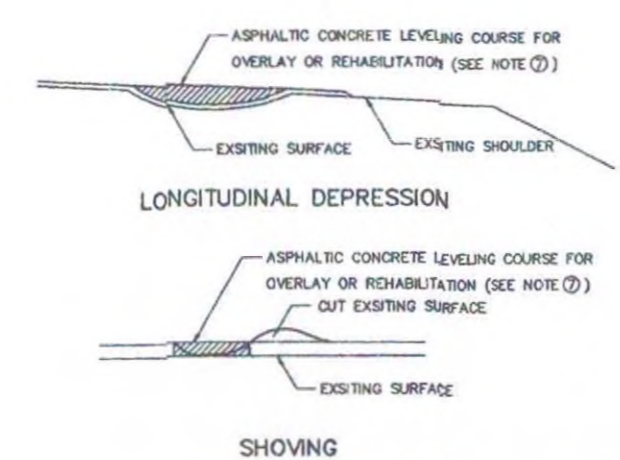 ASPHALTIC CONCRETE LEVELING COURSE FOR
OVERLAY OR REHABILITATION (SEE NOTE ⑦)
EXSITING SURFACE
EXSITING SHOULDER
LONGITUDINAL DEPRESSION
ASPHALTIC CONCRETE LEVELING COURSE FOR
OVERLAY OR REHABILITATION (SEE NOTE ⑦)
CUT EXSITING SURFACE
EXSITING SURFACE
SHOVING